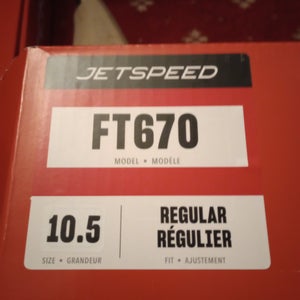 JETSPEED
FT670
MODEL • MODÈLE
10.5
SIZE • GRANDEUR
REGULAR
RÉGULIER
FIT • AJUSTEMENT